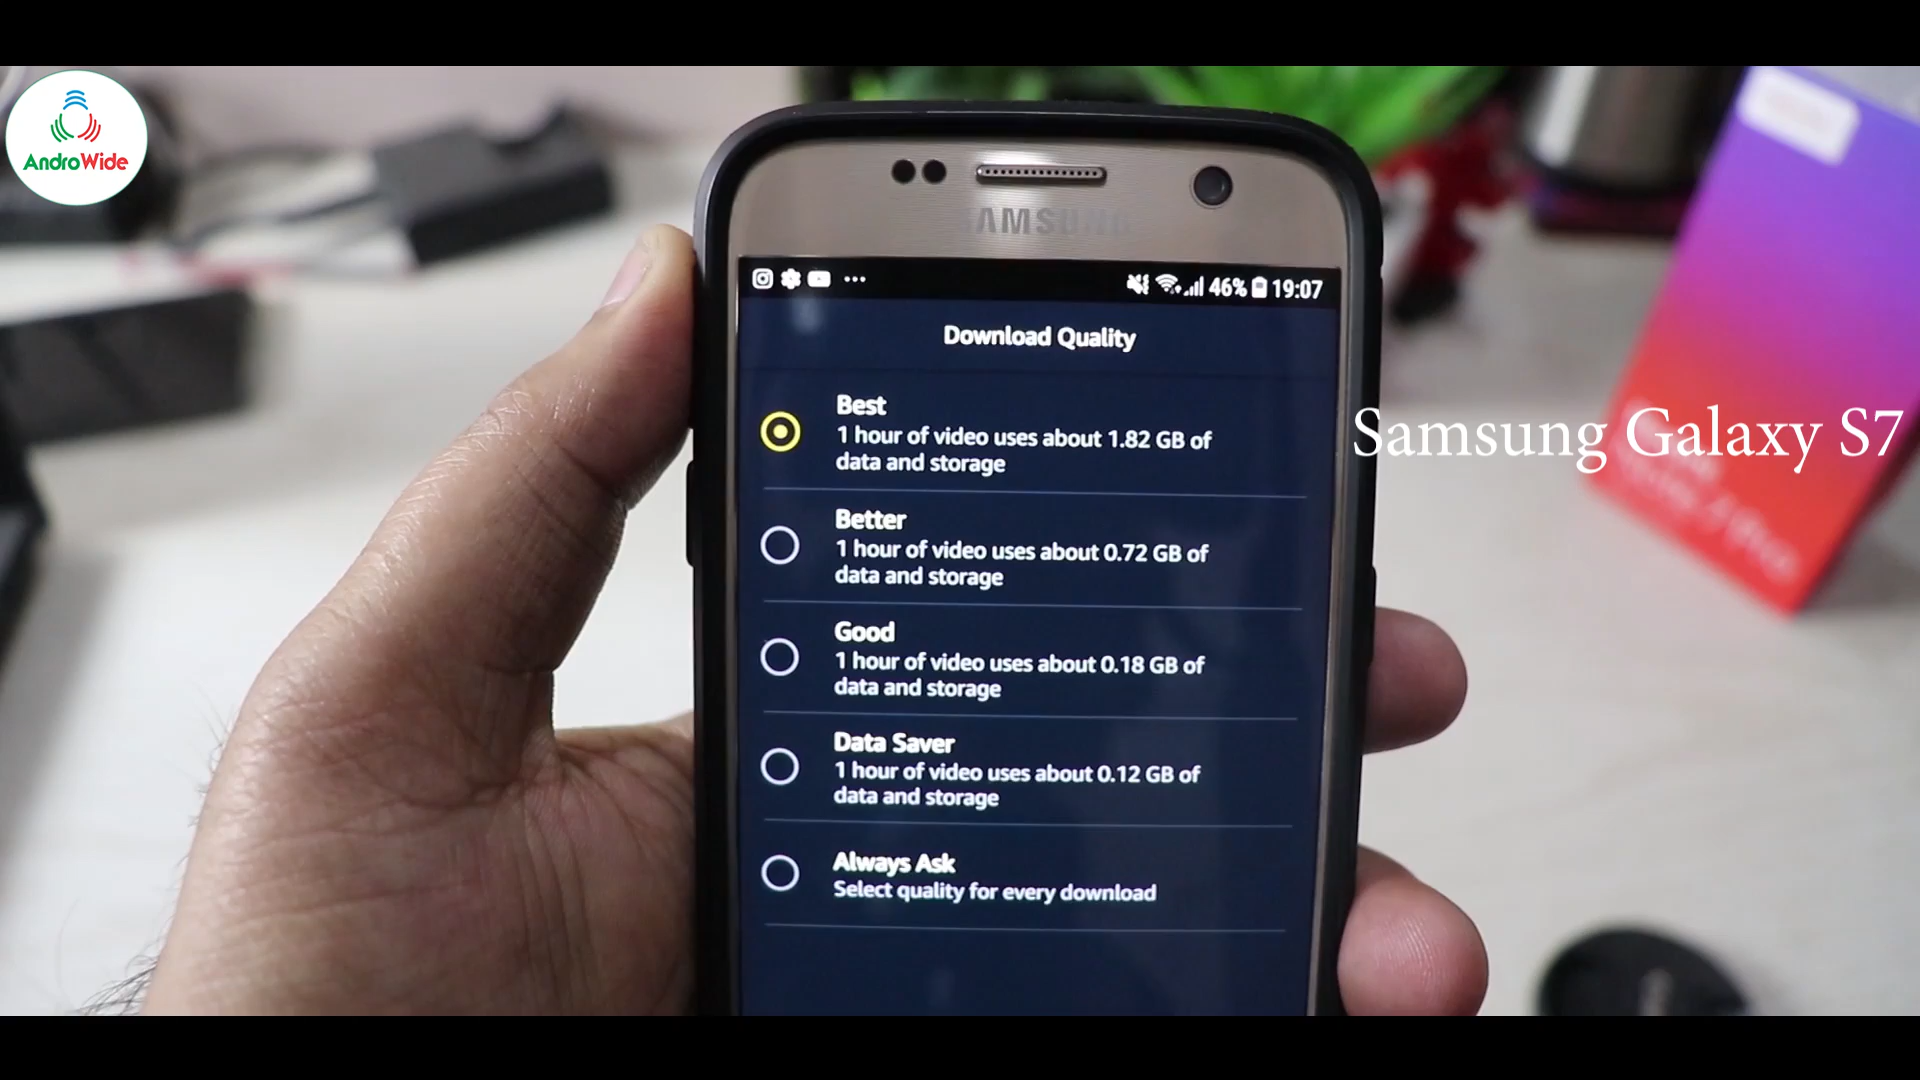 AndroWide
SAMSUNG
46% 19:07
Download Quality
Best
1 hour of video uses about 1.82 GB of
data and storage
Samsung Galaxy S7
Better
1 hour of video uses about 0.72 GB of
data and storage
Good
1 hour of video uses about 0.18 GB of
data and storage
Data Saver
1 hour of video uses about 0.12 GB of
data and storage
Always Ask
Select quality for every download